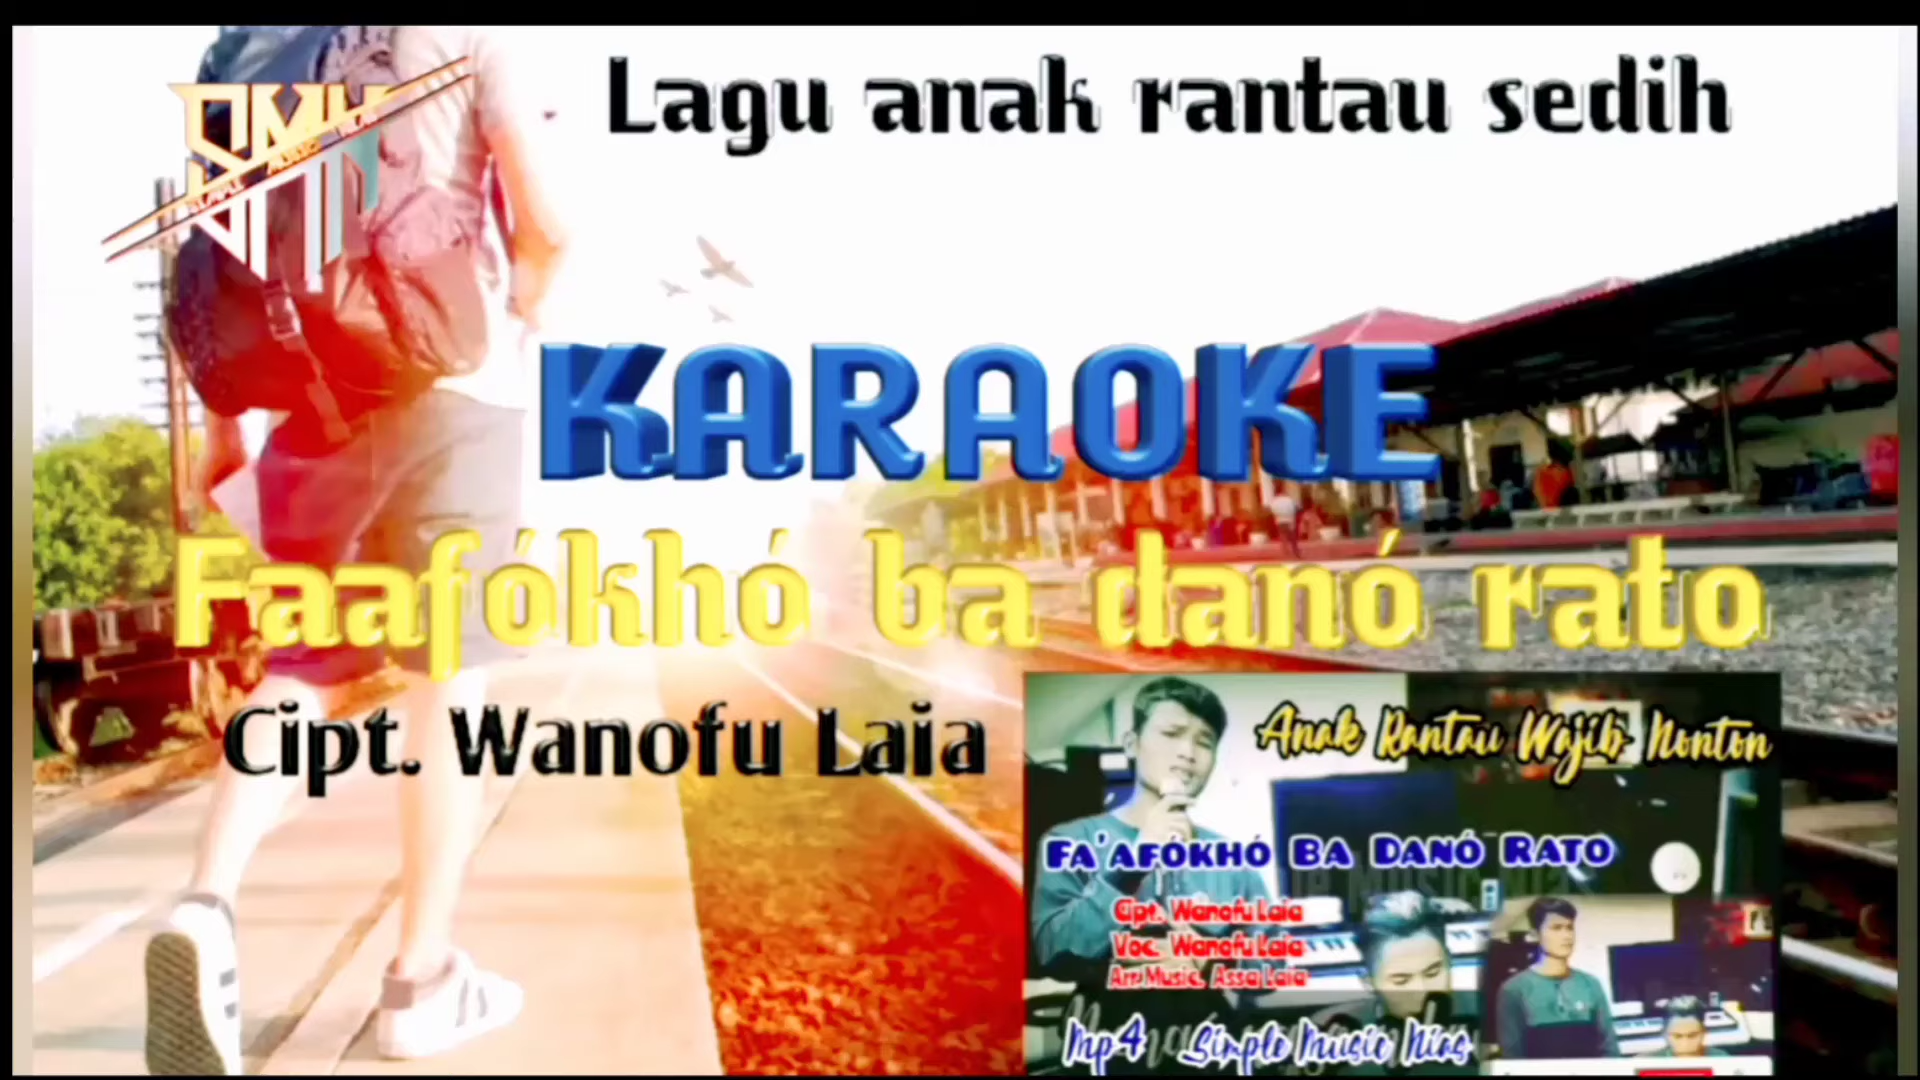 SMN
Lagu anak rantau sedih
KARAOKE
Faafókhó ba danó rato
Cipt. Wanofu Laia
Anak Rantau Wajib Nonton
FA'AFÓKHÓ BA DANÓ RATO
Cipt. Wanofu Laia
Voc. Wanofu Laia
Arr Music. Assa Laia
Mp4 Simple Music Nias